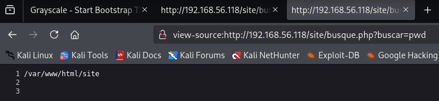 Grayscale - Start Bootstrap T
http://192.168.56.118/site/bus
http://192.168.56.118/site/bu
view-source:http://192.168.56.118/site/busque.php?buscar=pwd
Kali Linux Kali Tools Kali Docs Kali Forums Kali NetHunter Exploit-DB Google Hacking
1 /var/www/html/site
2
3